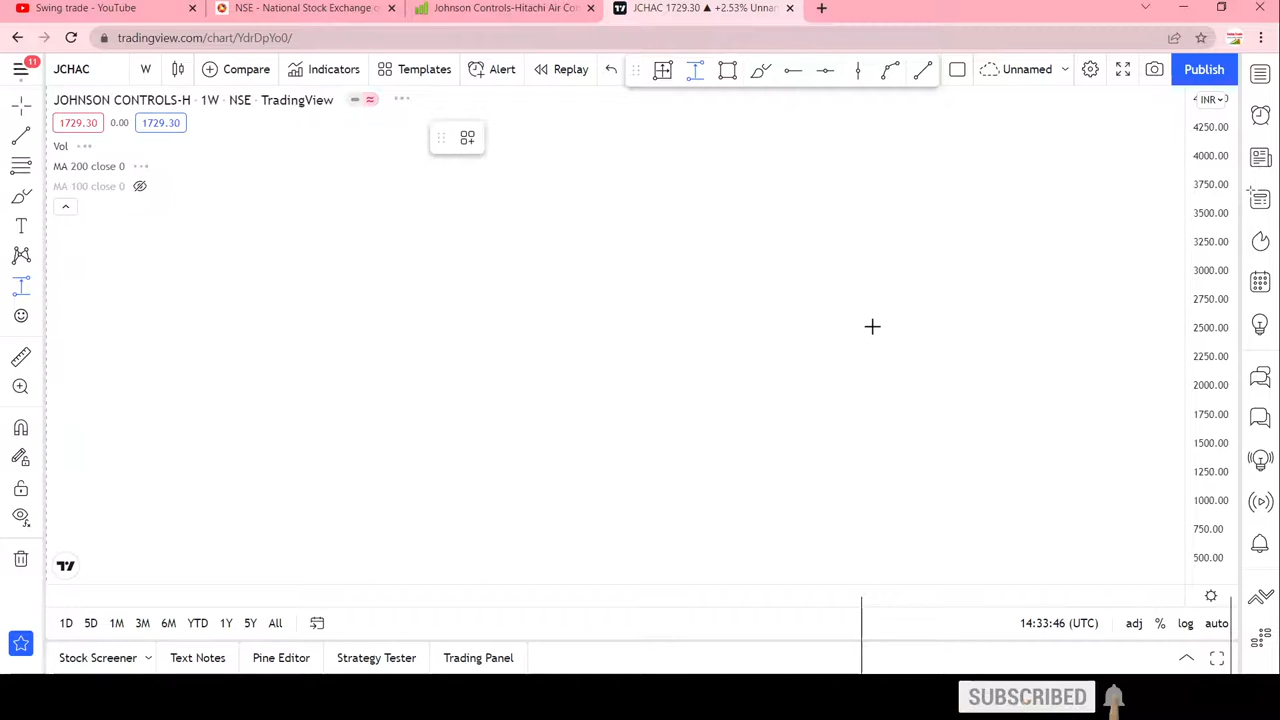 Swing trade - YouTube
NSE - National Stock Exchange o
Johnson Controls-Hitachi Air Con
JCHAC 1729.30 ▲ +2.53% Unnam
tradingview.com/chart/YdrDpYo0/
11
JCHAC
W
Compare
Indicators
Templates
Alert
Replay
Unnamed
Publish
JOHNSON CONTROLS-H · 1W · NSE · TradingView
INR
1729.30
0.00
1729.30
Vol
MA 200 close 0
MA 100 close 0
4250.00
4000.00
3750.00
3500.00
3250.00
3000.00
2750.00
2500.00
2250.00
2000.00
1750.00
1500.00
1250.00
1000.00
750.00
500.00
1D 5D 1M 3M 6M YTD 1Y 5Y All
14:33:46 (UTC)
adj % log auto
Stock Screener
Text Notes
Pine Editor
Strategy Tester
Trading Panel
SUBSCRIBED